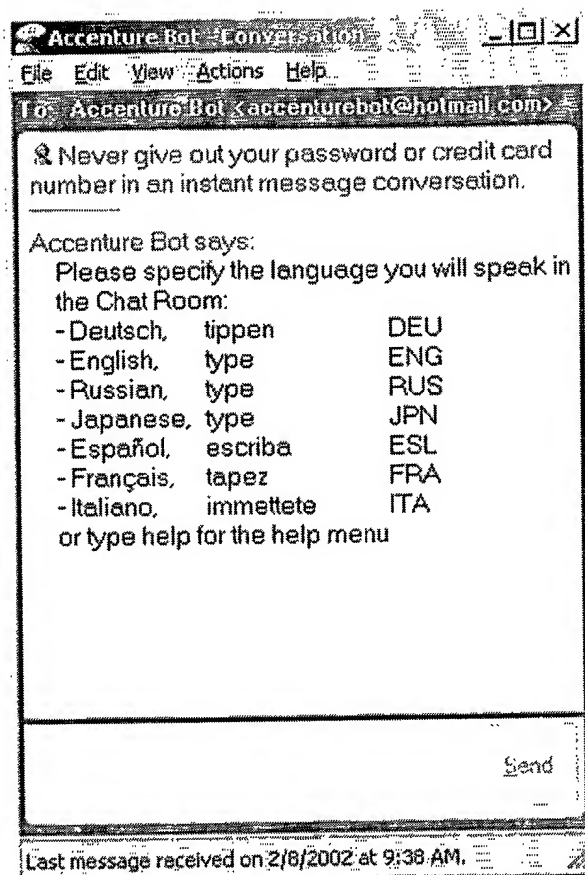 Accenture Bot - Conversation
File Edit View Actions Help
To: Accenture Bot <accenturebot@hotmail.com>
Never give out your password or credit card
number in an instant message conversation.
Accenture Bot says:
Please specify the language you will speak in
the Chat Room:
- Deutsch, tippen DEU
- English, type ENG
- Russian, type RUS
- Japanese, type JPN
- Español, escriba ESL
- Français, tapez FRA
- Italiano, immettete ITA
or type help for the help menu
Send
Last message received on 2/8/2002 at 9:38 AM.